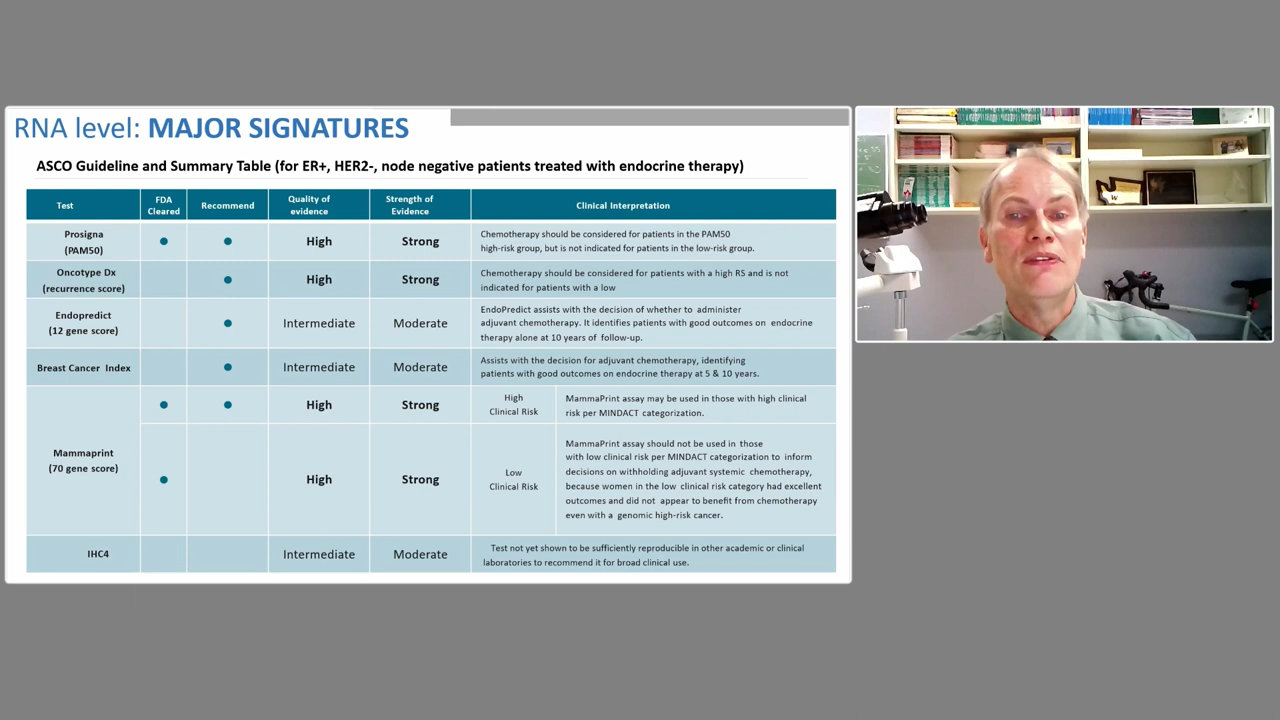 RNA level: MAJOR SIGNATURES
ASCO Guideline and Summary Table (for ER+, HER2-, node negative patients treated with endocrine therapy)
Test
FDA
Cleared
Recommend
Quality of
evidence
Strength of
Evidence
Clinical Interpretation
Prosigna
(PAM50)
High
Strong
Chemotherapy should be considered for patients in the PAM50
high-risk group, but is not indicated for patients in the low-risk group.
Oncotype Dx
(recurrence score)
High
Strong
Chemotherapy should be considered for patients with a high RS and is not
indicated for patients with a low
Endopredict
(12 gene score)
Intermediate
Moderate
EndoPredict assists with the decision of whether to administer
adjuvant chemotherapy. It identifies patients with good outcomes on endocrine
therapy alone at 10 years of follow-up.
Breast Cancer Index
Intermediate
Moderate
Assists with the decision for adjuvant chemotherapy, identifying
patients with good outcomes on endocrine therapy at 5 & 10 years.
Mammaprint
(70 gene score)
High
Strong
High
Clinical Risk
MammaPrint assay may be used in those with high clinical
risk per MINDACT categorization.
High
Strong
Low
Clinical Risk
MammaPrint assay should not be used in those
with low clinical risk per MINDACT categorization to inform
decisions on withholding adjuvant systemic chemotherapy,
because women in the low clinical risk category had excellent
outcomes and did not appear to benefit from chemotherapy
even with a genomic high-risk cancer.
IHC4
Intermediate
Moderate
Test not yet shown to be sufficiently reproducible in other academic or clinical
laboratories to recommend it for broad clinical use.